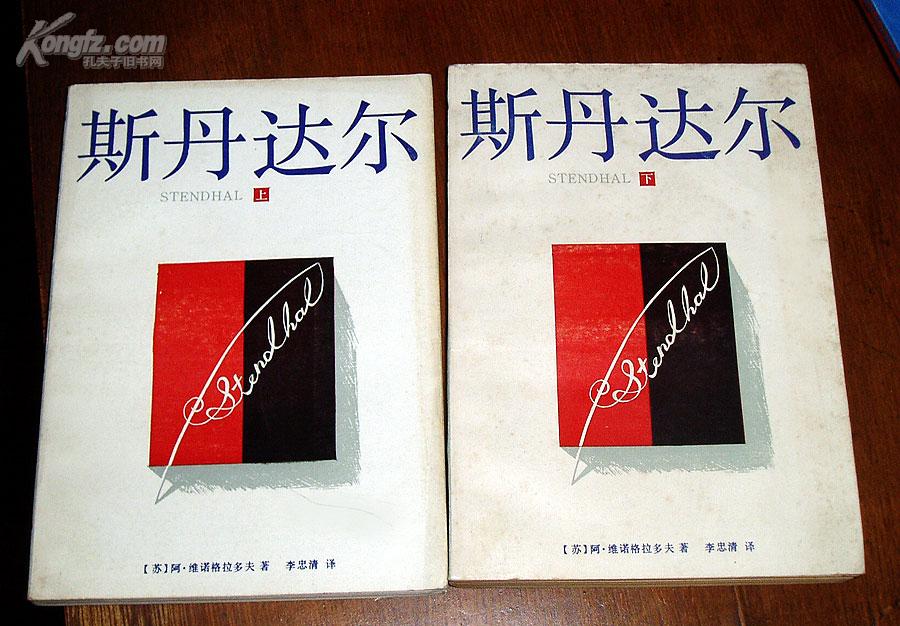 Kongfz.com
孔夫子旧书网
斯丹达尔
STENDHAL 上
Stendhal
【苏】阿·维诺格拉多夫 著 李忠清 译
斯丹达尔
STENDHAL 下
Stendhal
【苏】阿·维诺格拉多夫 著 李忠清 译